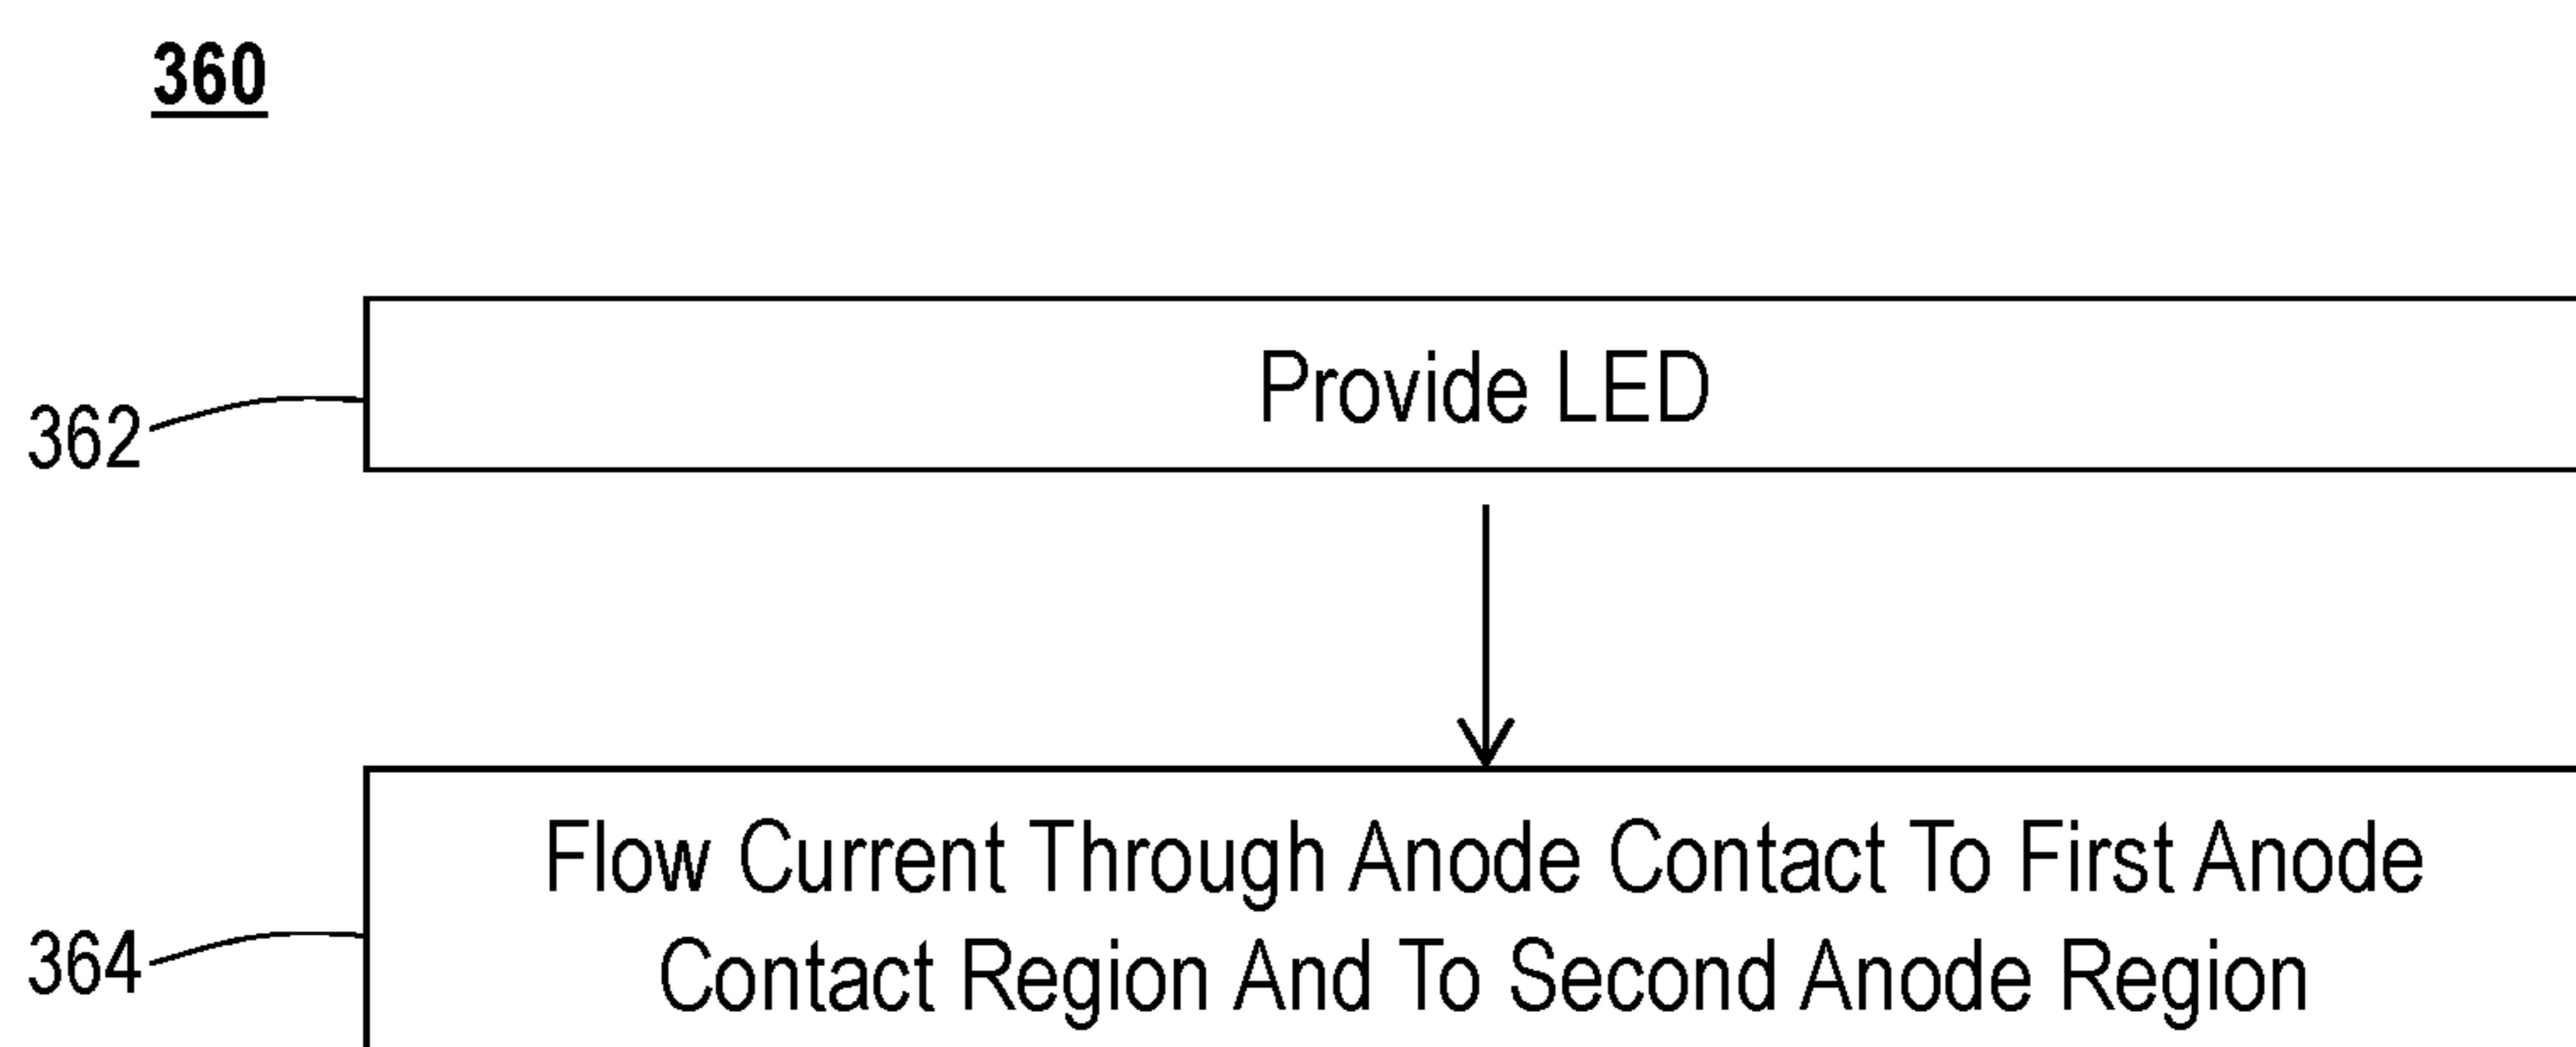 360
Provide LED
362
Flow Current Through Anode Contact To First Anode
Contact Region And To Second Anode Region
364